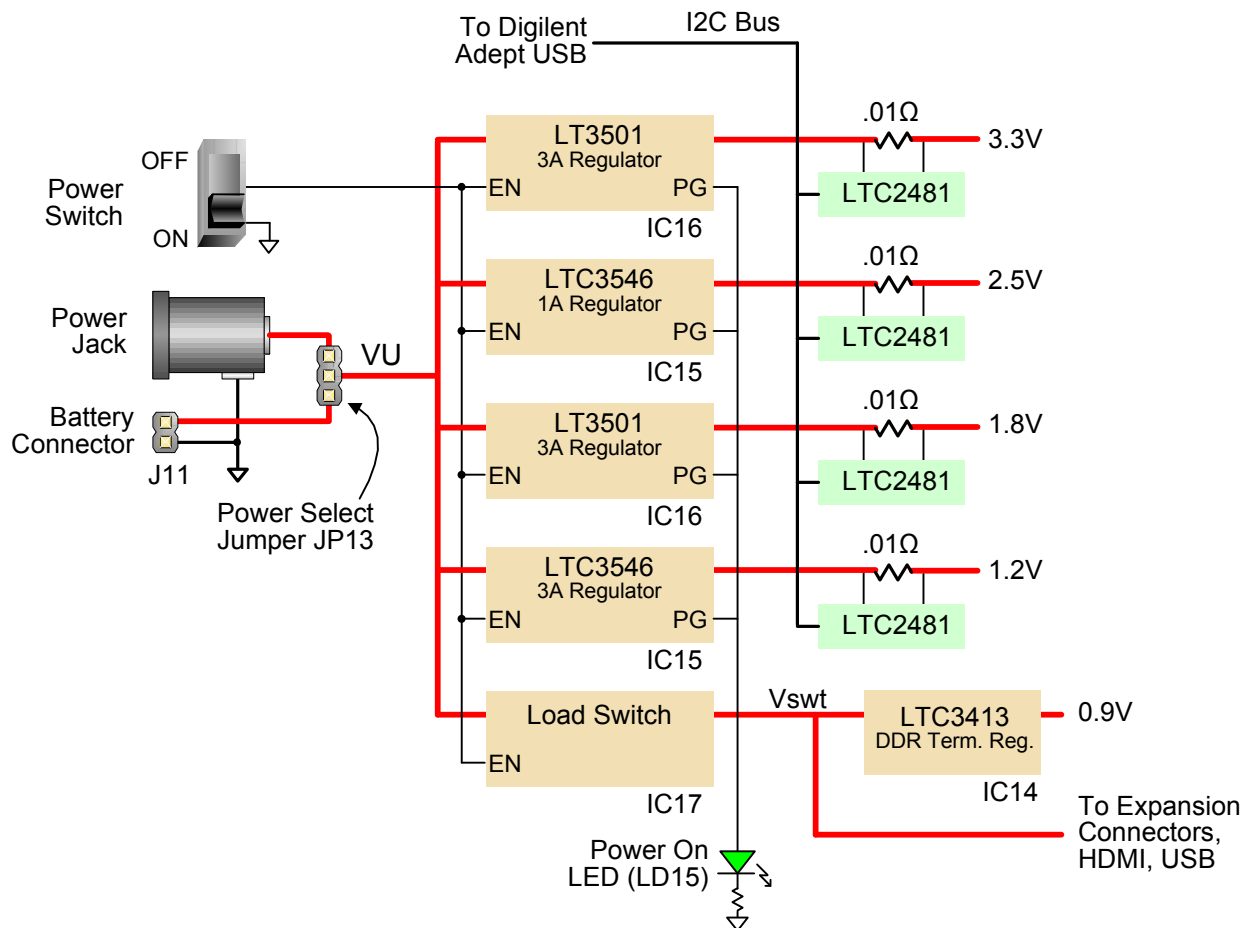 To Digilent
Adept USB
I2C Bus
OFF
Power
Switch
ON
Power
Jack
VU
Battery
Connector
J11
Power Select
Jumper JP13
LT3501
3A Regulator
EN
PG
IC16
.01Ω
3.3V
LTC2481
LTC3546
1A Regulator
EN
PG
IC15
.01Ω
2.5V
LTC2481
LT3501
3A Regulator
EN
PG
IC16
.01Ω
1.8V
LTC2481
LTC3546
3A Regulator
EN
PG
IC15
.01Ω
1.2V
LTC2481
Load Switch
EN
IC17
Vswt
LTC3413
DDR Term. Reg.
IC14
0.9V
To Expansion
Connectors,
HDMI, USB
Power On
LED (LD15)